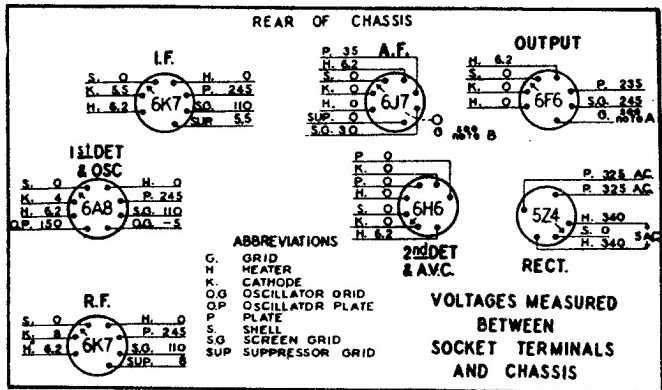 REAR OF CHASSIS
I.F.
S. 0
K. 5.5
H. 6.2
6K7
H. 0
P. 245
S.G. 110
SUP 5.5
A.F.
P. 35
H. 6.2
S. 0
K. 0
H. 0
SUP. 0
S.G. 30
6J7
G see note B
OUTPUT
H. 6.2
S. 0
K. 0
H. 0
6F6
P. 235
S.G. 245
G. see note A
1st DET
& OSC
S. 0
K. 4
H. 6.2
O.P. 150
6A8
H. 0
P. 245
S.G. 110
O.G. -5
P 0
K. 0
P. 0
H. 0
S. 0
K. 0
H. 6.2
6H6
2nd DET
& A.V.C.
P. 325 AC.
P. 325 AC.
5Z4
H. 340
S. 0
H. 340
5AC
RECT.
R.F.
S. 0
K. 8
H. 6.2
6K7
H. 0
P. 245
S.G. 110
SUP. 8
ABBREVIATIONS
G. GRID
H HEATER
K. CATHODE
O.G OSCILLATOR GRID
O.P OSCILLATOR PLATE
P PLATE
S. SHELL
S.G SCREEN GRID
SUP SUPPRESSOR GRID
VOLTAGES MEASURED
BETWEEN
SOCKET TERMINALS
AND CHASSIS